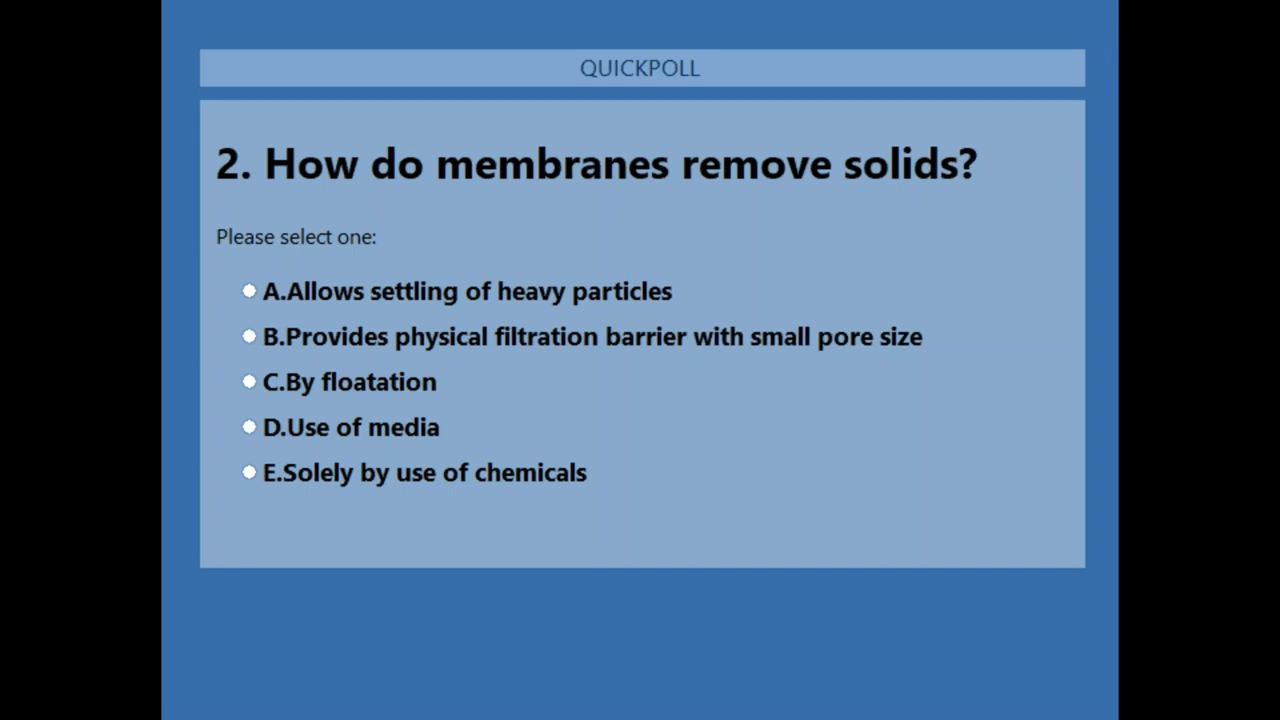 QUICKPOLL
2. How do membranes remove solids?
Please select one:
A.Allows settling of heavy particles
B.Provides physical filtration barrier with small pore size
C.By floatation
D.Use of media
E.Solely by use of chemicals